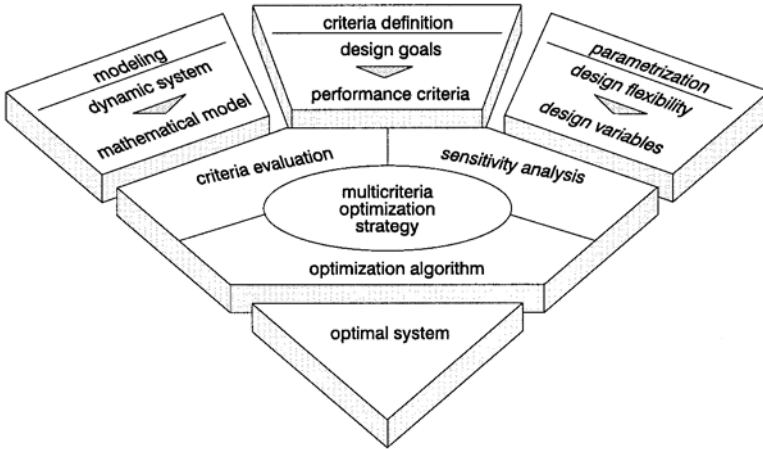 modeling
dynamic system
mathematical model
criteria definition
design goals
performance criteria
parametrization
design flexibility
design variables
criteria evaluation
sensitivity analysis
multicriteria
optimization
strategy
optimization algorithm
optimal system